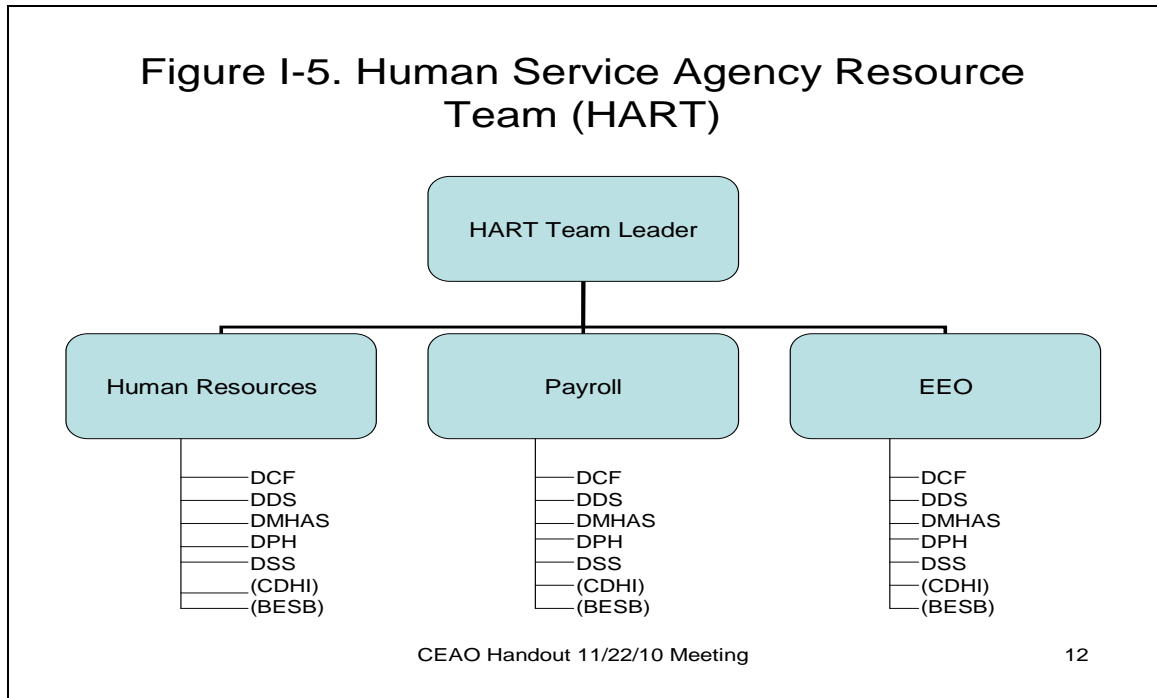 Figure I-5. Human Service Agency Resource
Team (HART)
HART Team Leader
Human Resources
Payroll
EEO
DCF
DDS
DMHAS
DPH
DSS
(CDHI)
(BESB)
DCF
DDS
DMHAS
DPH
DSS
(CDHI)
(BESB)
DCF
DDS
DMHAS
DPH
DSS
(CDHI)
(BESB)
CEAO Handout 11/22/10 Meeting
12